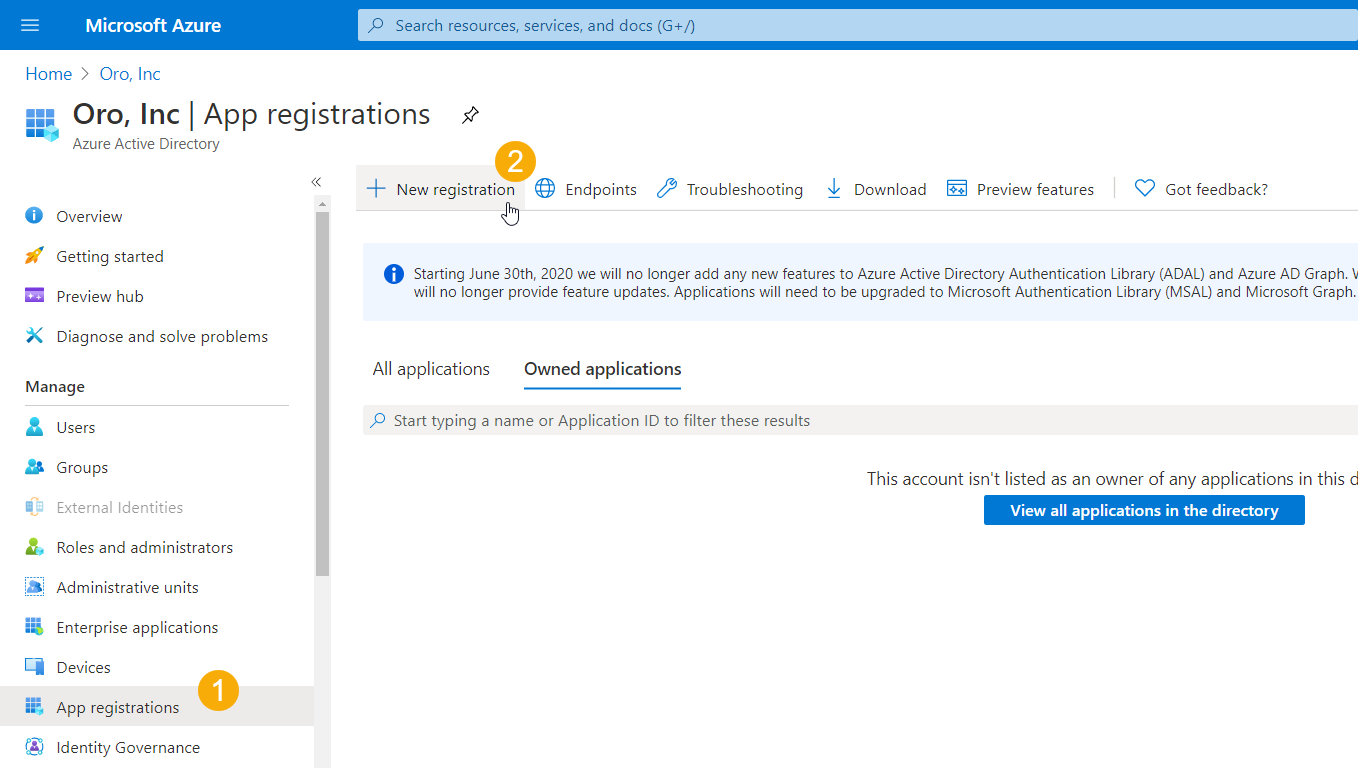 Microsoft Azure
Search resources, services, and docs (G+/)
Home > Oro, Inc
Oro, Inc | App registrations
Azure Active Directory
«
Overview
Getting started
Preview hub
Diagnose and solve problems
Manage
Users
Groups
External Identities
Roles and administrators
Administrative units
Enterprise applications
Devices
1
App registrations
Identity Governance
2
+ New registration
Endpoints
Troubleshooting
Download
Preview features
Got feedback?
Starting June 30th, 2020 we will no longer add any new features to Azure Active Directory Authentication Library (ADAL) and Azure AD Graph.
will no longer provide feature updates. Applications will need to be upgraded to Microsoft Authentication Library (MSAL) and Microsoft Graph.
All applications
Owned applications
Start typing a name or Application ID to filter these results
This account isn't listed as an owner of any applications in this
View all applications in the directory